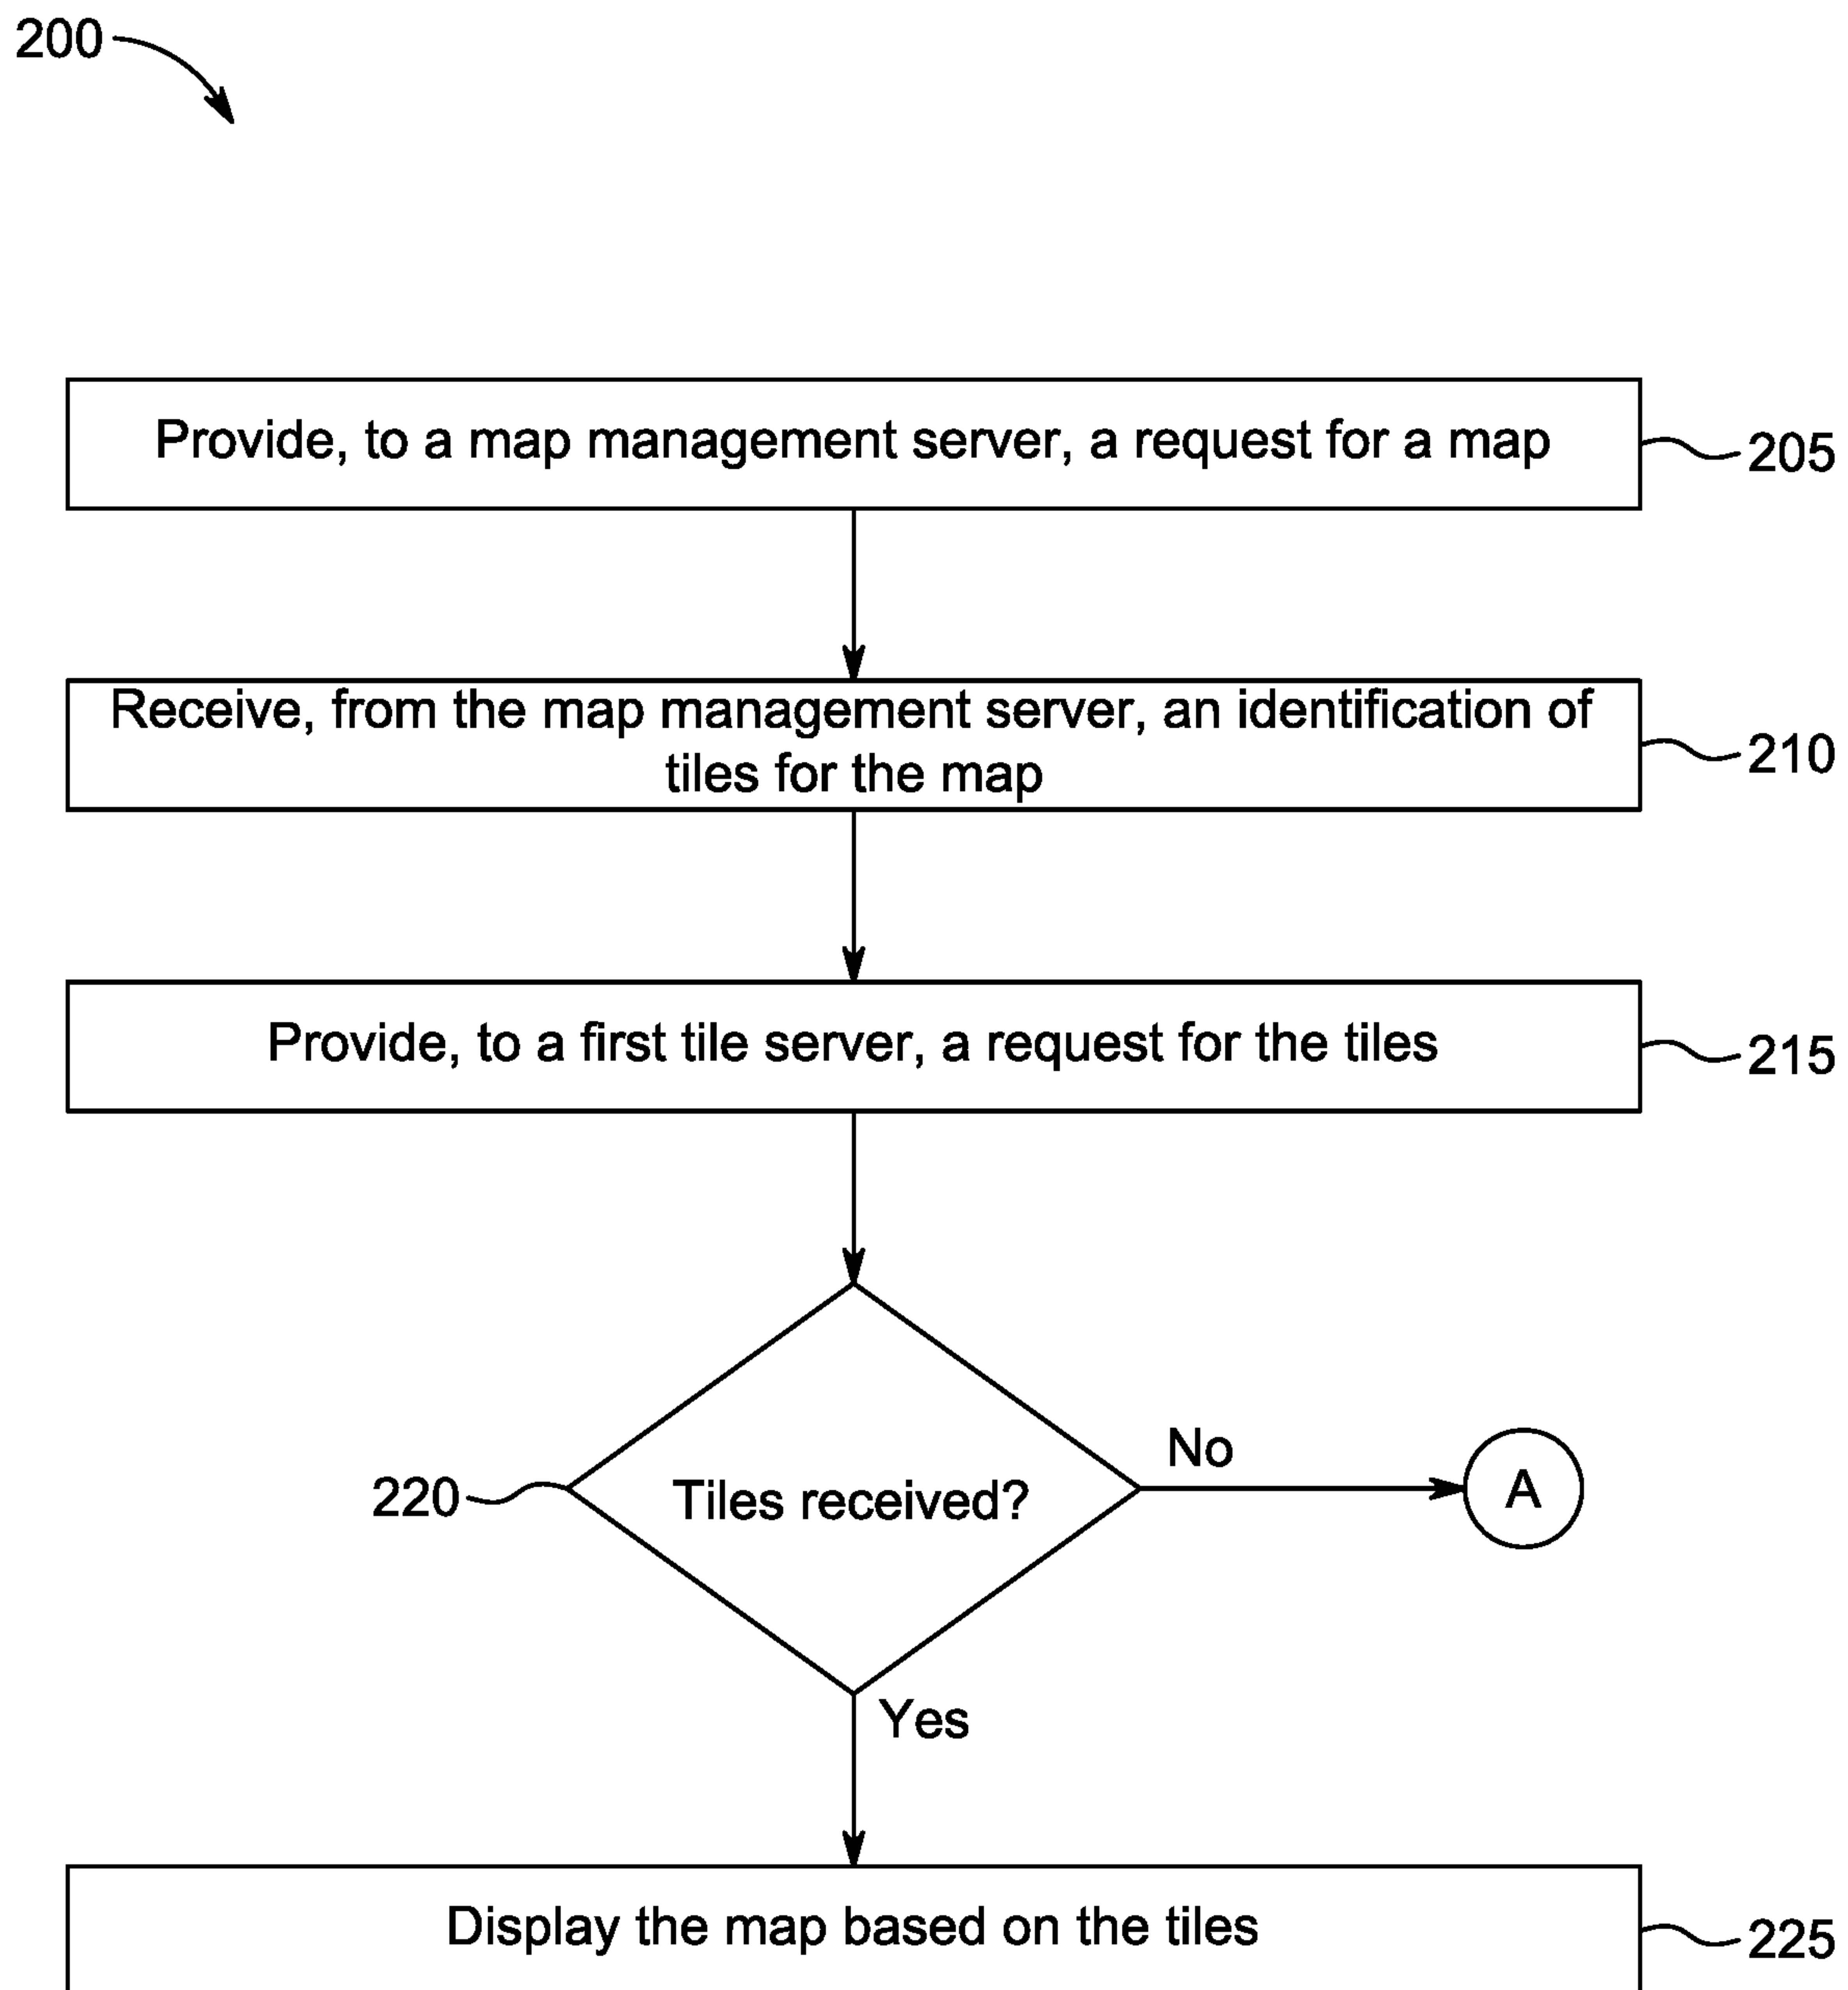 200
Provide, to a map management server, a request for a map
205
Receive, from the map management server, an identification of
tiles for the map
210
Provide, to a first tile server, a request for the tiles
215
220
Tiles received?
No
A
Yes
Display the map based on the tiles
225